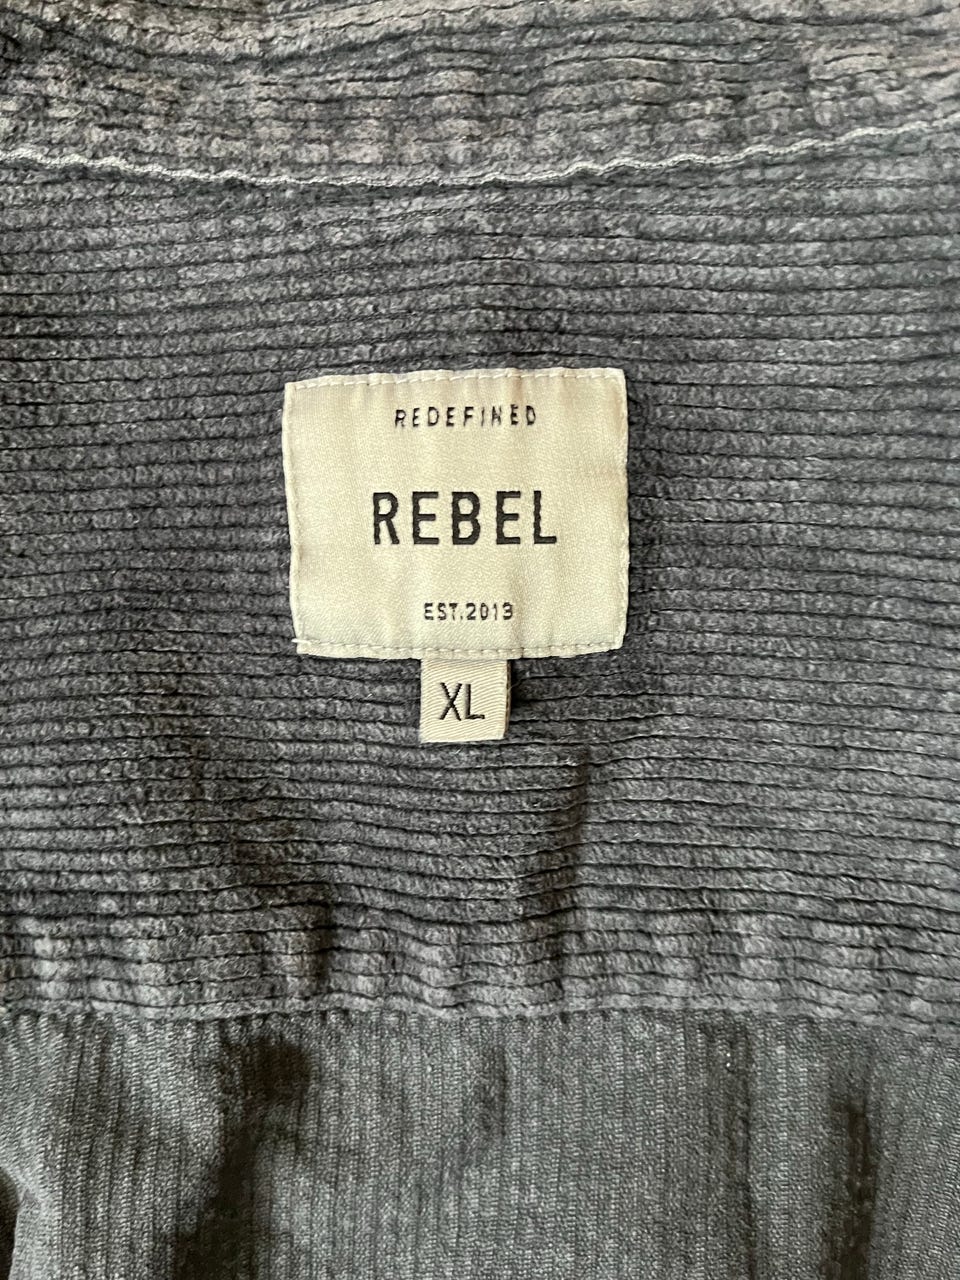 REDEFINED
REBEL
EST.2013
XL